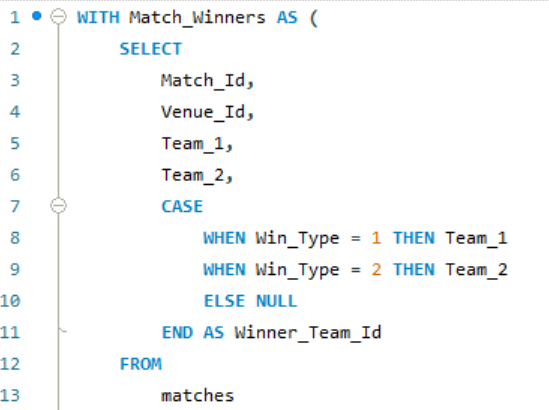 1 WITH Match_Winners AS (
2 SELECT
3 Match_Id,
4 Venue_Id,
5 Team_1,
6 Team_2,
7 CASE
8 WHEN Win_Type = 1 THEN Team_1
9 WHEN Win_Type = 2 THEN Team_2
10 ELSE NULL
11 END AS Winner_Team_Id
12 FROM
13 matches